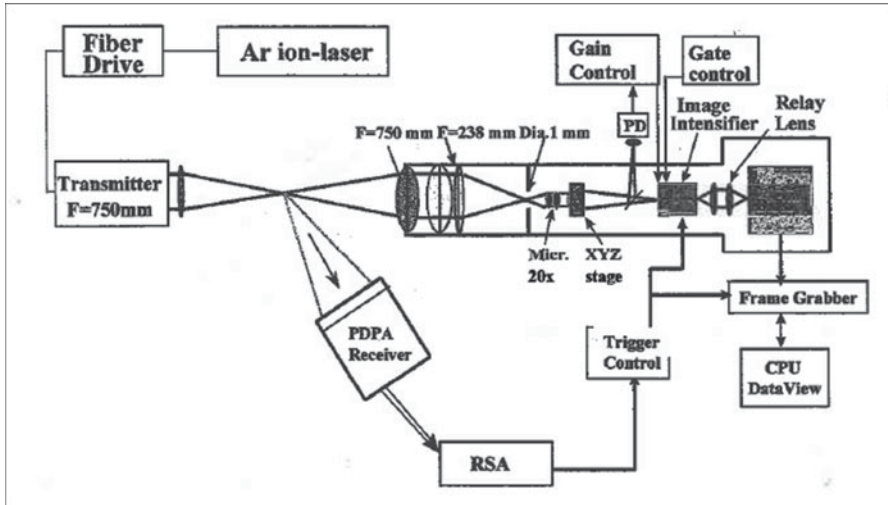 Fiber
Drive
Ar ion-laser
Gain
Control
Gate
control
PD
Image
Intensifier
Relay
Lens
F=750 mm F=238 mm Dia.1 mm
Transmitter
F=750mm
Micr.
20x
XYZ
stage
Frame Grabber
PDPA
Receiver
Trigger
Control
CPU
DataView
RSA